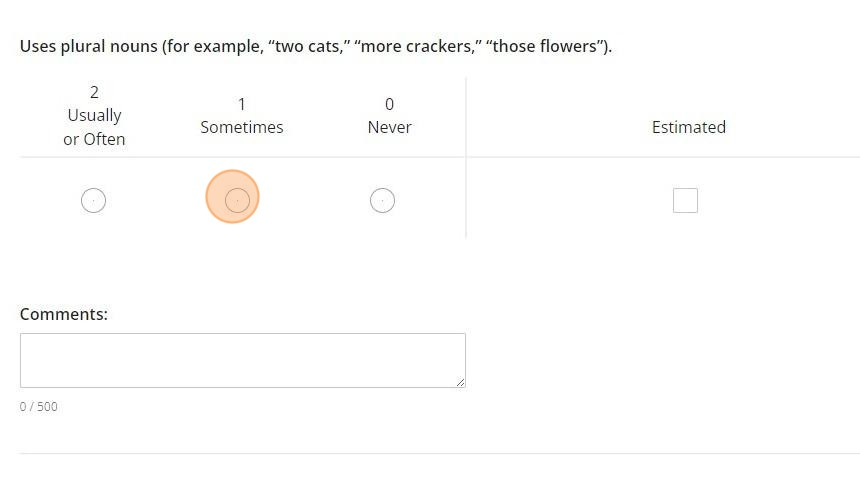 Uses plural nouns (for example, “two cats,” “more crackers,” “those flowers”).
2
Usually
or Often
1
Sometimes
0
Never
Estimated
Comments:
0 / 500